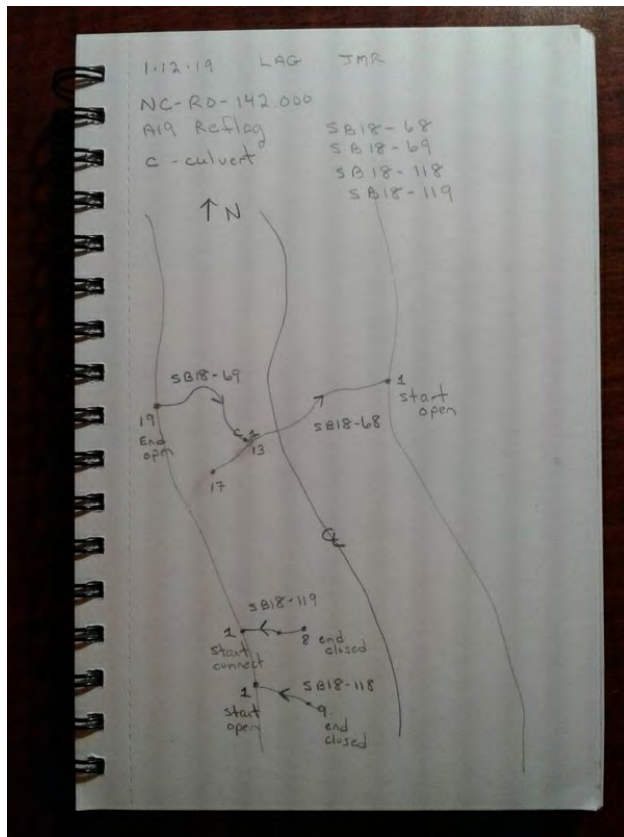 1.12.19 LAG JMR
NC-RD-142.000
A19 Reflag
C - culvert
SB18-68
SB18-69
SB18-118
SB18-119
↑ N
SB18-69
19
End
open
C 1
13
17
SB18-68
1
start
open
℄
SB18-119
1
start
connect
8 end
closed
SB18-118
1
start
open
9
end
closed